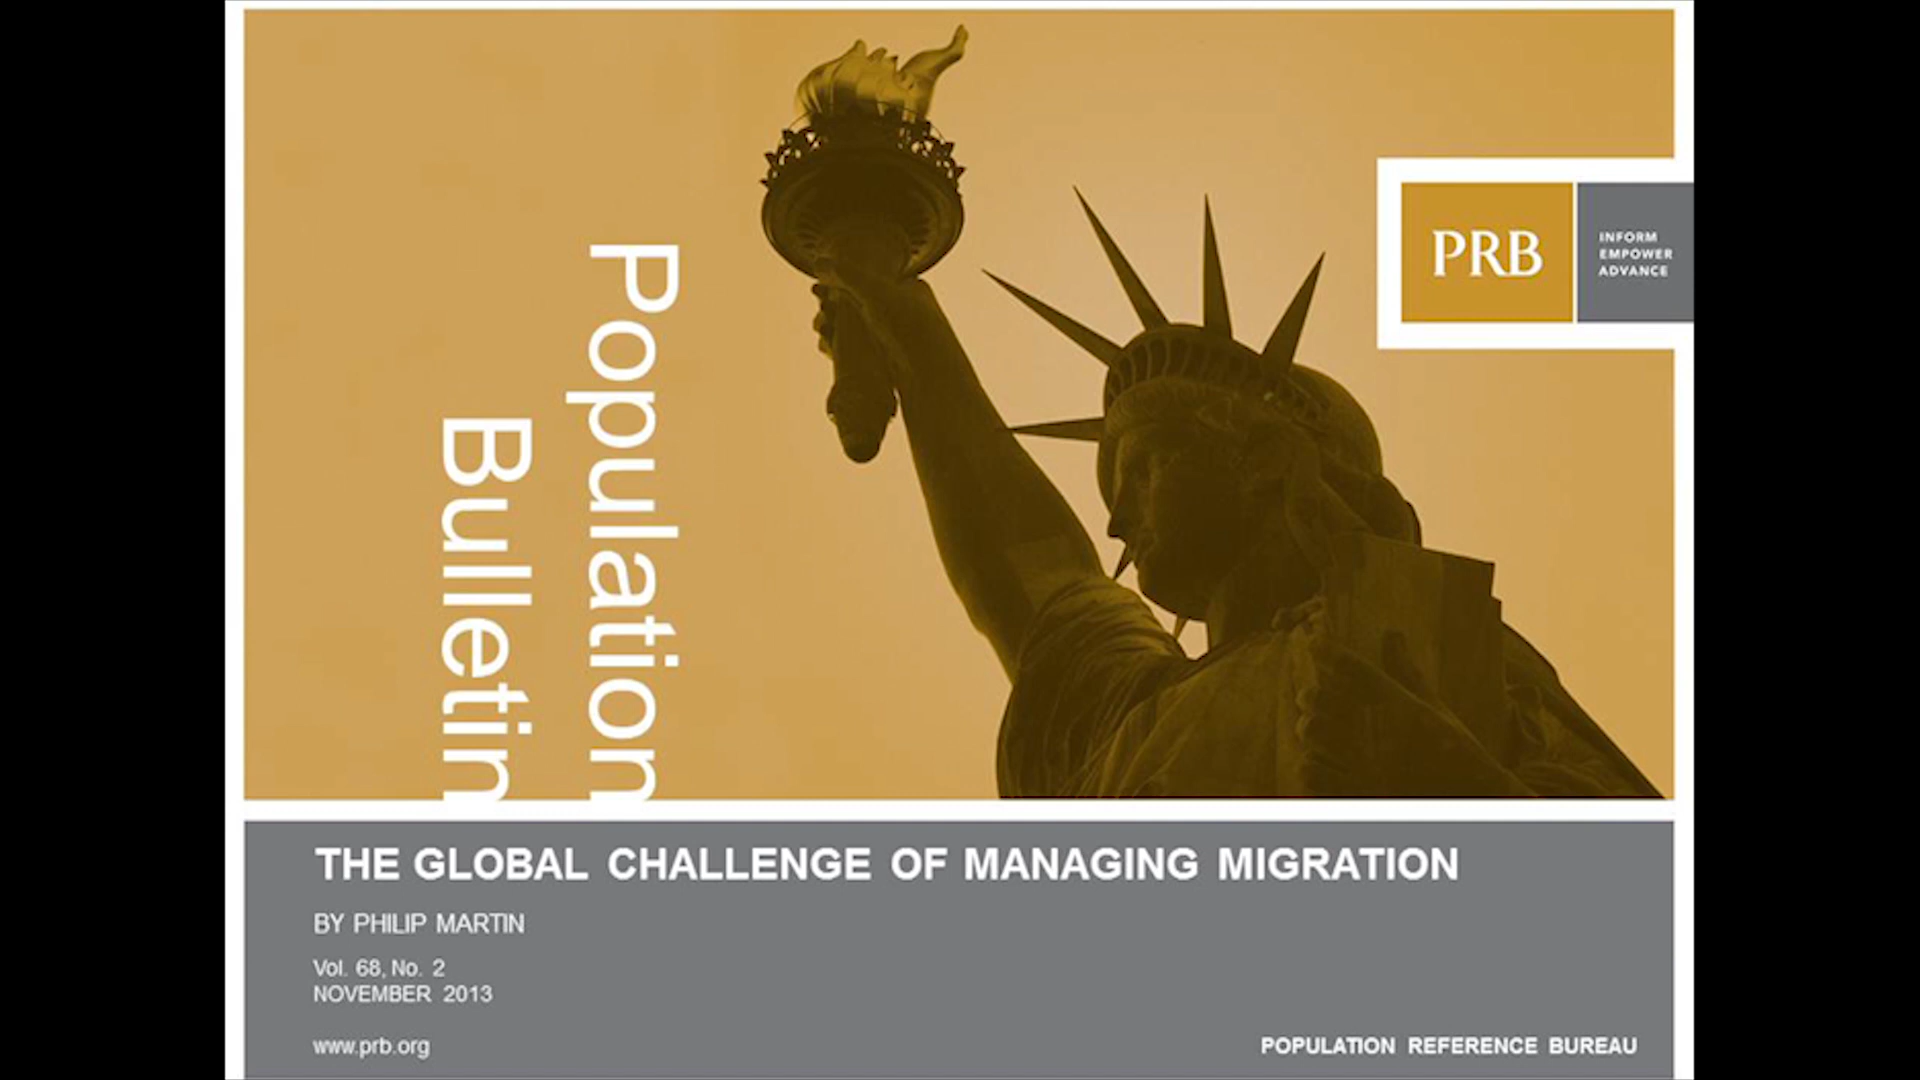 Population
Bulletin
PRB
INFORM
EMPOWER
ADVANCE
THE GLOBAL CHALLENGE OF MANAGING MIGRATION
BY PHILIP MARTIN
Vol. 68, No. 2
NOVEMBER 2013
www.prb.org
POPULATION REFERENCE BUREAU